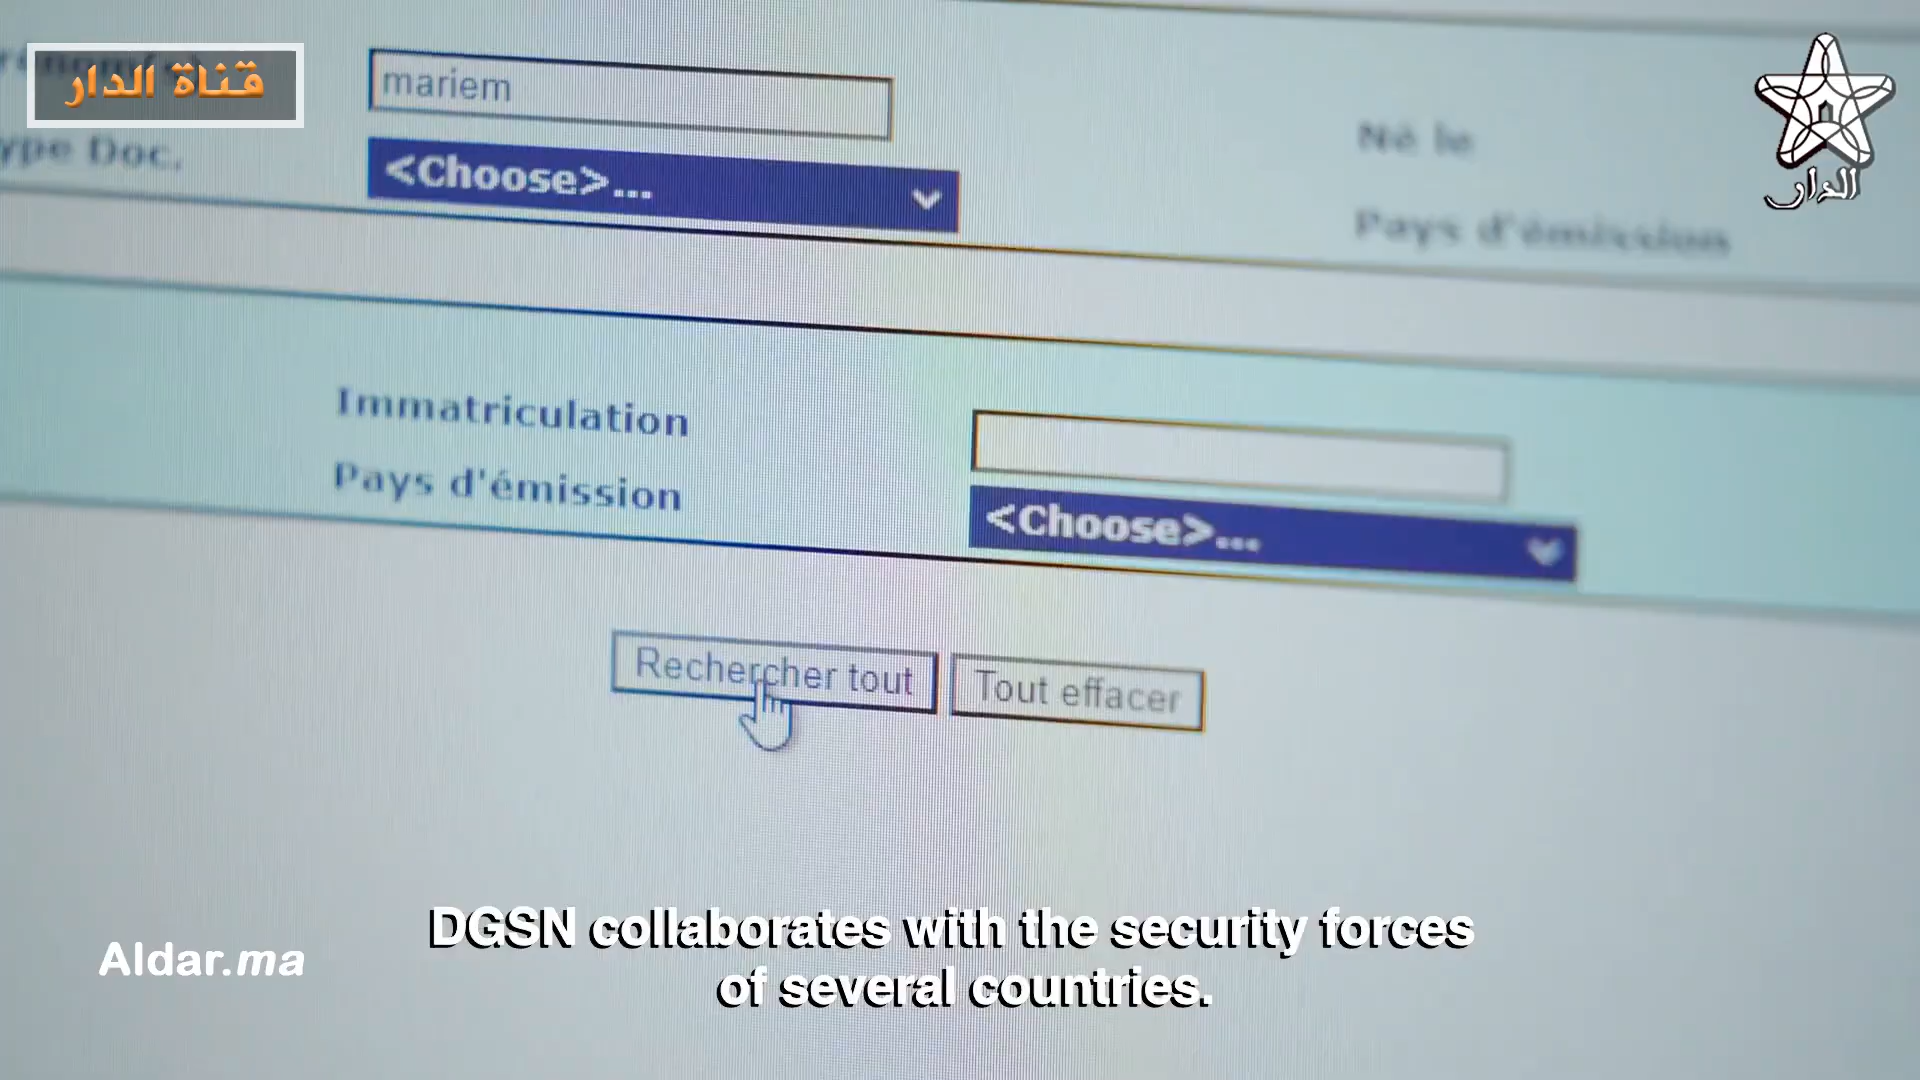 قناة الدار
mariem
Né le
الدار
ype Doc.
<Choose>...
Pays d'émission
Immatriculation
Pays d'émission
<Choose>...
Rechercher tout
Tout effacer
DGSN collaborates with the security forces
of several countries.
Aldar.ma